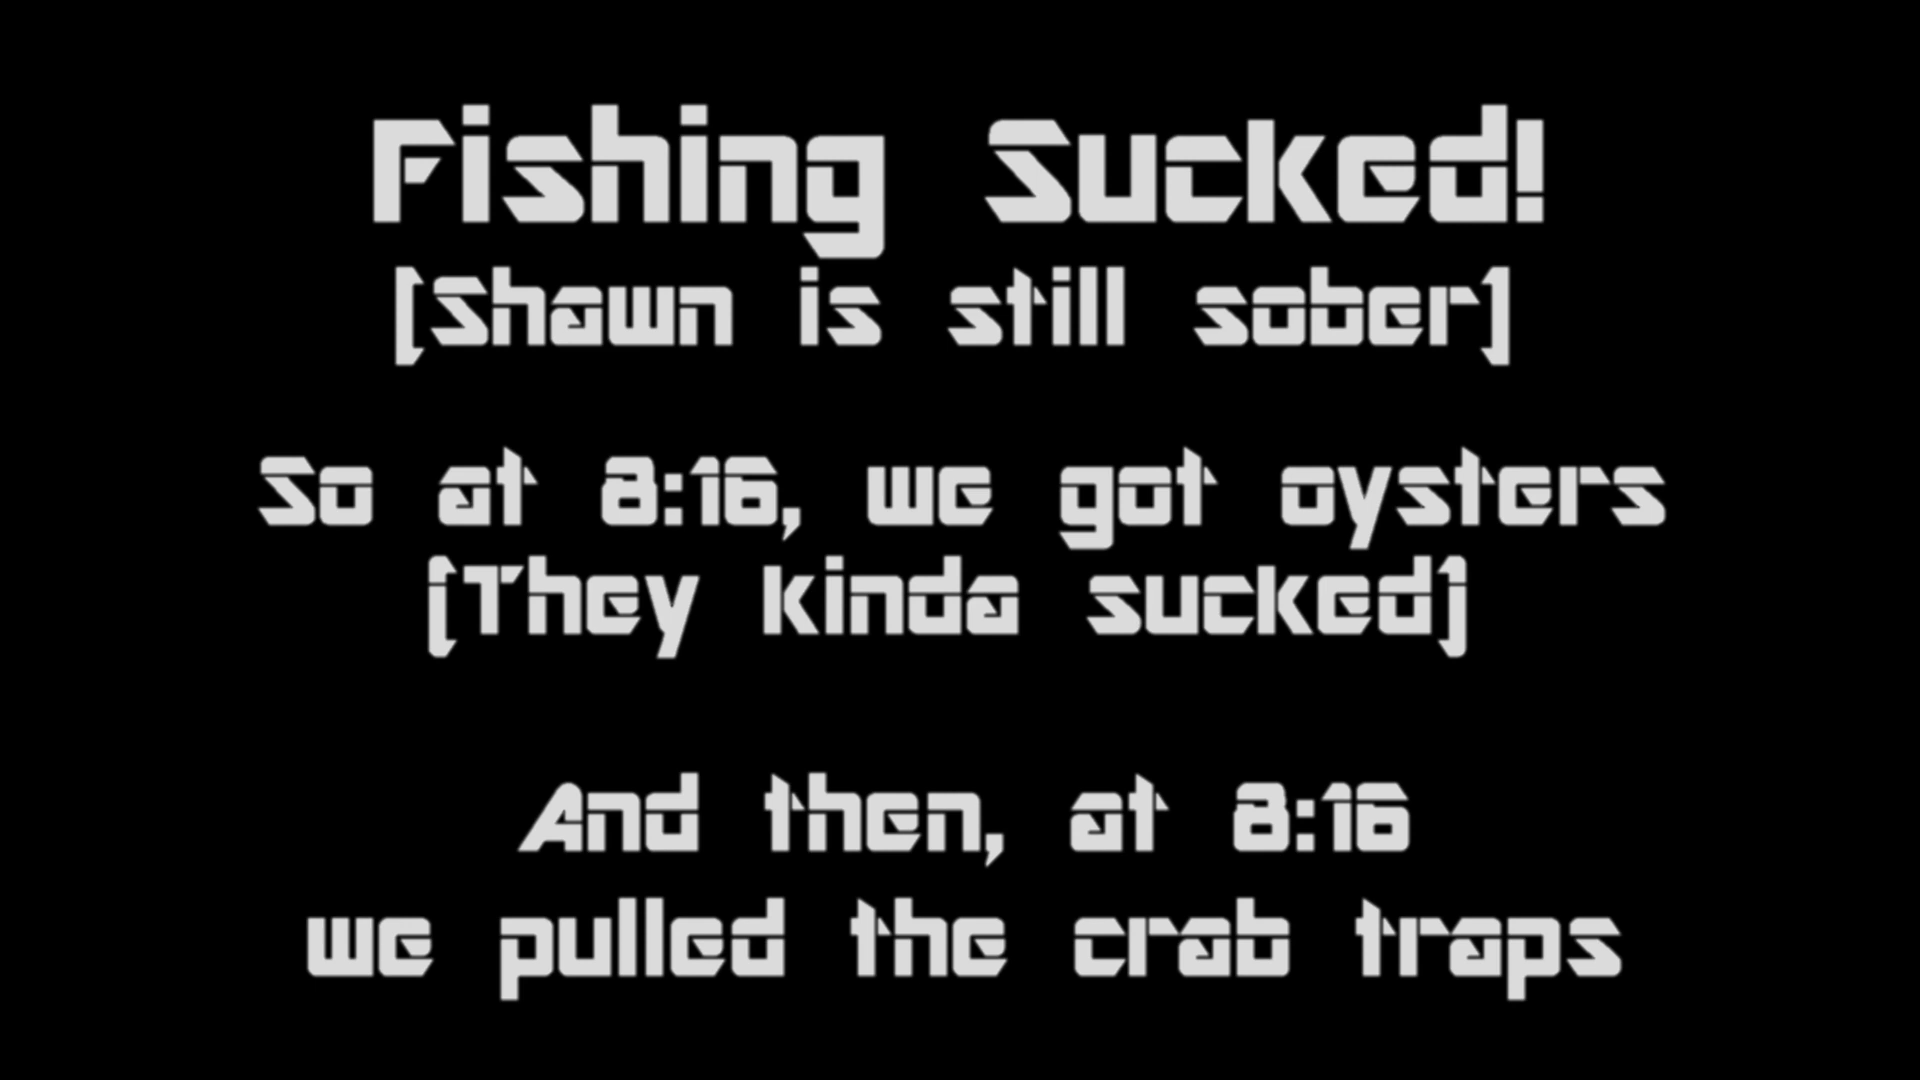 Fishing Sucked!
(Shawn is still sober)
So at 8:16, we got oysters
(They kinda sucked)
And then, at 8:16
we pulled the crab traps